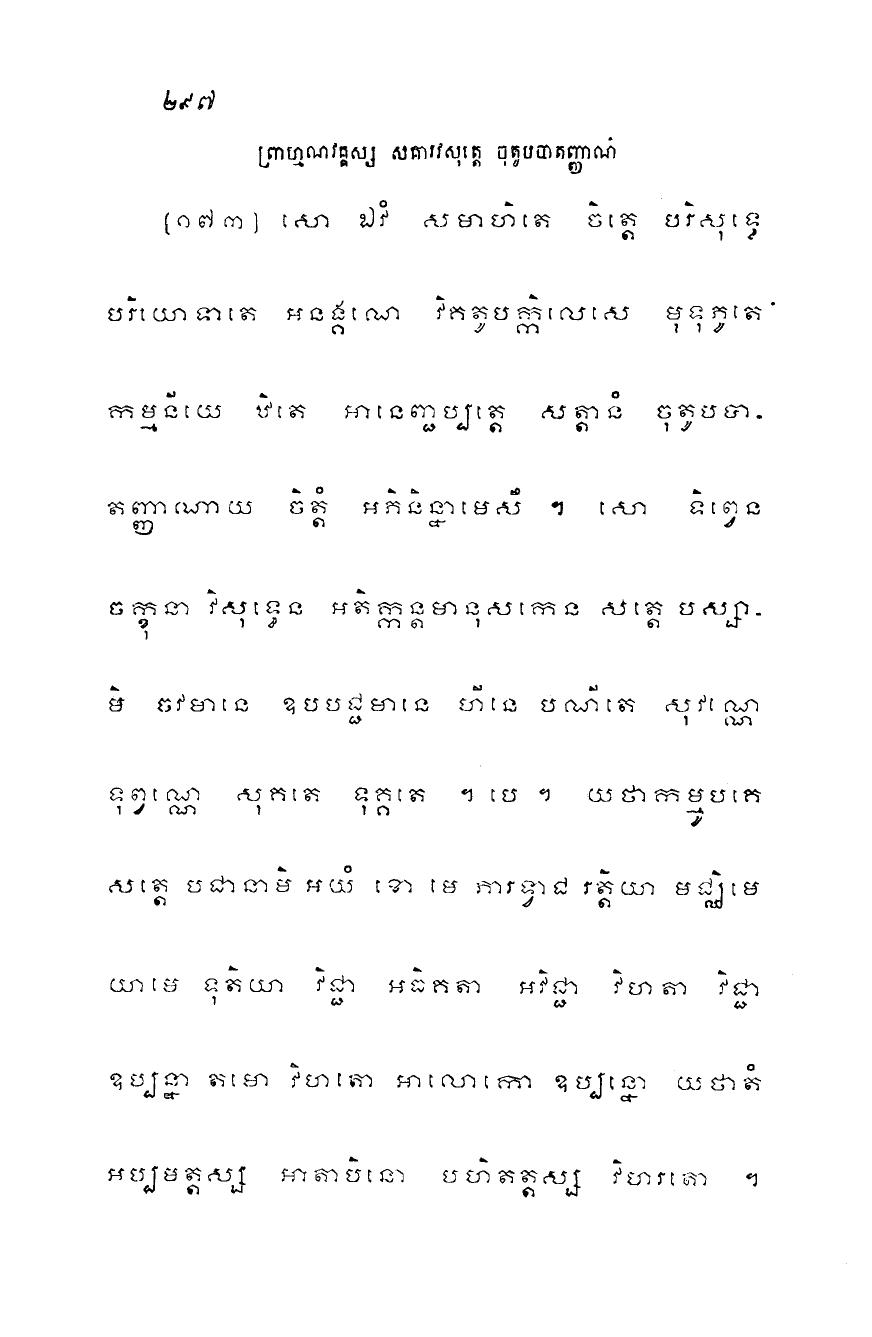 ២៩៧
ព្រាហ្មណវគ្គស្ស សគារវសុត្តេ ចុតូបបាតញ្ញាណំ
(១៧៣) សោ ឯវំ សមាហិតេ ចិត្តេ បរិសុទ្ធេ
បរិយោទាតេ អនង្គណេ វិគតូបក្កិលេសេ មុទុភូតេ
កម្មនីយេ ឋិតេ អានេញ្ជប្បត្តេ សត្តានំ ចុតូបបា-
តញ្ញាណាយ ចិត្តំ អភិនិន្នាមេសឹ ។ សោ ទិព្វេន
ចក្ខុនា វិសុទ្ធេន អតិក្កន្តមានុសកេន សត្តេ បស្សា-
មិ ចវមានេ ឧបបជ្ជមានេ ហីនេ បណីតេ សុវណ្ណេ
ទុព្វណ្ណេ សុគតេ ទុគ្គតេ ។ បេ ។ យថាកម្មូបគេ
សត្តេ បជានាមិ អយំ ខោ មេ ភារទ្វាជ រត្តិយា មជ្ឈិមេ
យាមេ ទុតិយា វិជ្ជា អធិគតា អវិជ្ជា វិហតា វិជ្ជា
ឧប្បន្នា តមោ វិហតោ អាលោកោ ឧប្បន្នោ យថាតំ
អប្បមត្តស្ស អាតាបិនោ បហិតត្តស្ស វិហរតោ ។